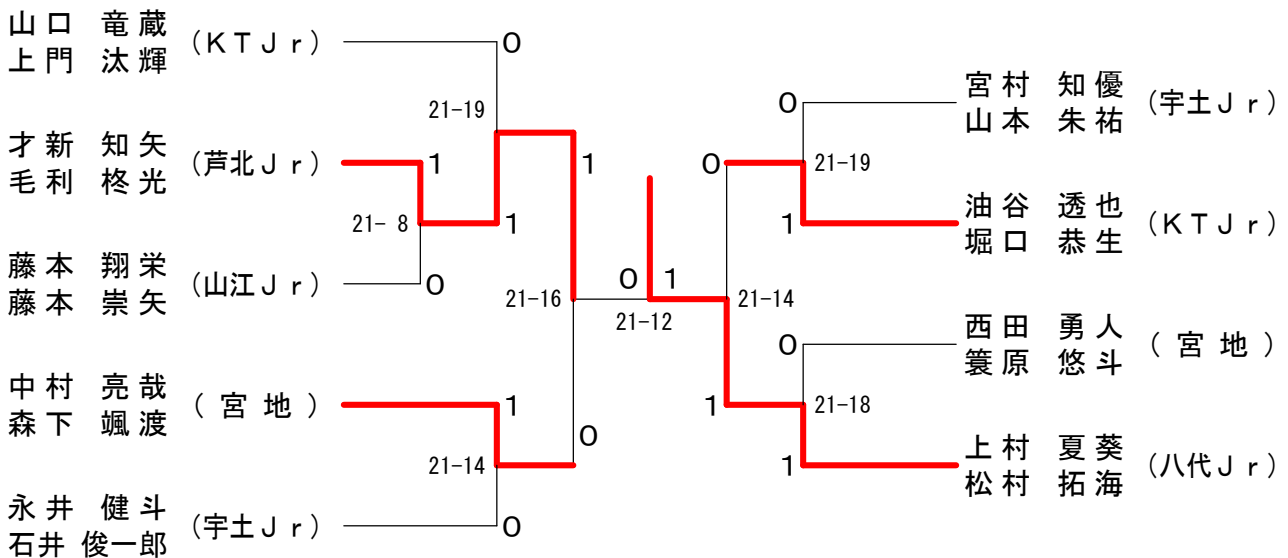 山口 竜蔵
上門 汰輝
(KTJr)
0
21-19
才新 知矢
毛利 柊光
(芦北Jr)
1
1
21- 8
1
藤本 翔栄
藤本 崇矢
(山江Jr)
0
21-16
中村 亮哉
森下 颯渡
(宮地)
1
0
21-14
永井 健斗
石井 俊一郎
(宇土Jr)
0
0
1
21-12
宮村 知優
山本 朱祐
(宇土Jr)
0
21-19
0
油谷 透也
堀口 恭生
(KTJr)
1
21-14
西田 勇人
簑原 悠斗
(宮地)
0
1
21-18
上村 夏葵
松村 拓海
(八代Jr)
1